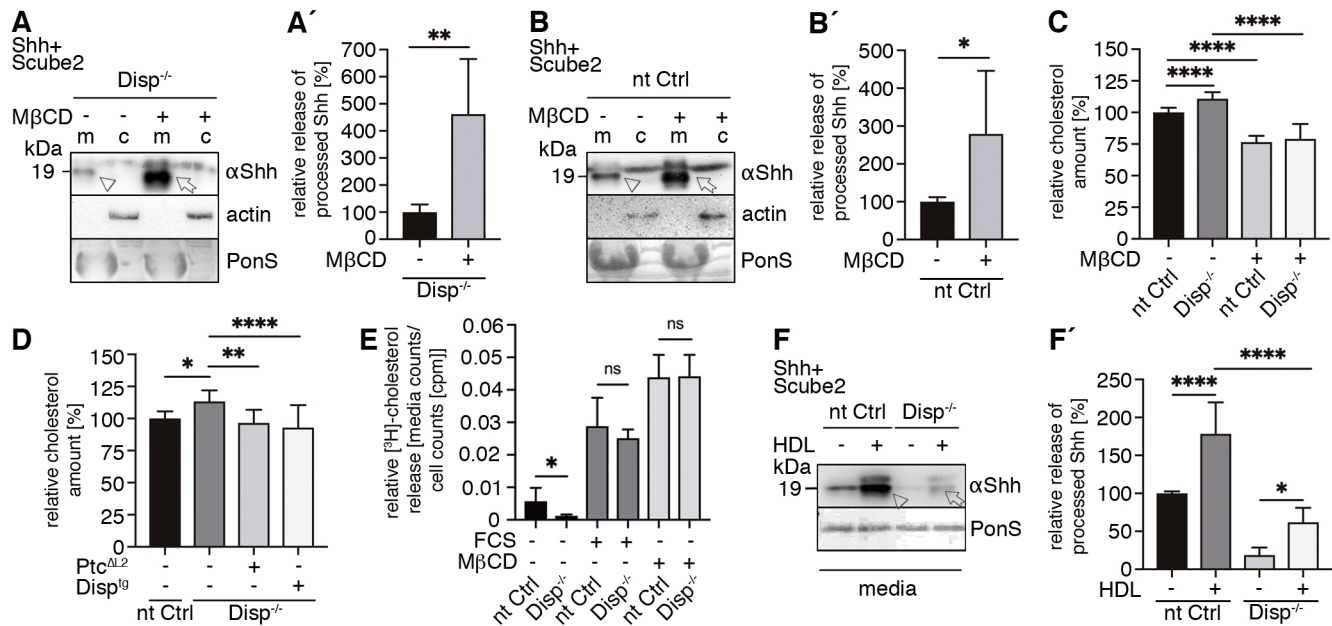 A
Shh+
Scube2
Disp-/-
MβCD - - + +
m c m c
kDa
19
αShh
actin
PonS
A´
**
relative release of
processed Shh [%]
700
600
500
400
300
200
100
0
MβCD - +
Disp-/-
B
Shh+
Scube2
nt Ctrl
MβCD - - + +
m c m c
kDa
19
αShh
actin
PonS
B´
*
relative release of
processed Shh [%]
500
400
300
200
100
0
MβCD - +
nt Ctrl
C
****
****
****
relative cholesterol
amount [%]
150
125
100
75
50
25
0
MβCD - - + +
nt Ctrl
Disp-/-
nt Ctrl
Disp-/-
D
****
**
*
relative cholesterol
amount [%]
150
125
100
75
50
25
0
PtcΔL2 - - + -
Disptg - - - +
nt Ctrl Disp-/-
E
relative [3H]-cholesterol
release [media counts/
cell counts [cpm]]
0.06
0.05
0.04
0.03
0.02
0.01
0
*
ns
ns
FCS - - + + - -
MβCD - - - - + +
nt Ctrl
Disp-/-
nt Ctrl
Disp-/-
nt Ctrl
Disp-/-
F
Shh+
Scube2
nt Ctrl Disp-/-
HDL - + - +
kDa
19
αShh
PonS
media
F´
****
****
*
relative release of
processed Shh [%]
250
200
150
100
50
0
HDL - + - +
nt Ctrl Disp-/-